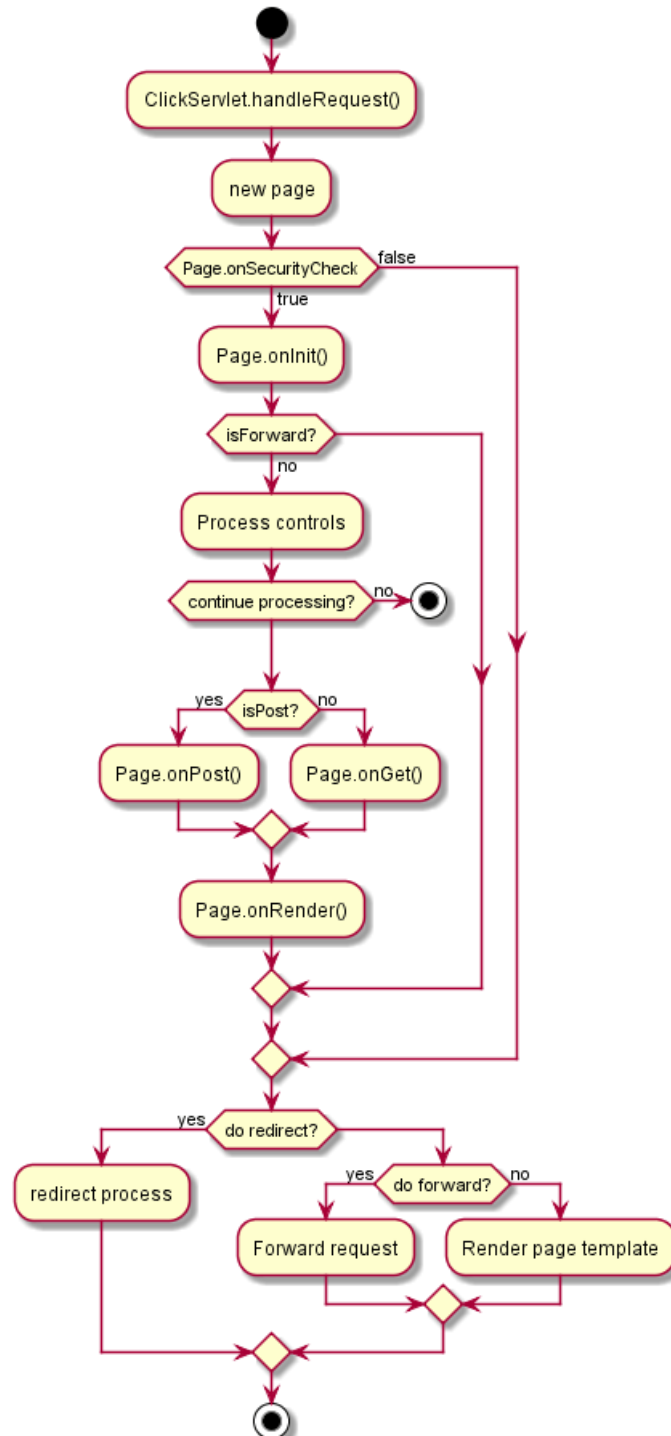 ClickServlet.handleRequest()
new page
Page.onSecurityCheck
false
true
Page.onInit()
isForward?
no
Process controls
continue processing?
no
yes
isPost?
no
Page.onPost()
Page.onGet()
Page.onRender()
yes
do redirect?
redirect process
yes
do forward?
no
Forward request
Render page template